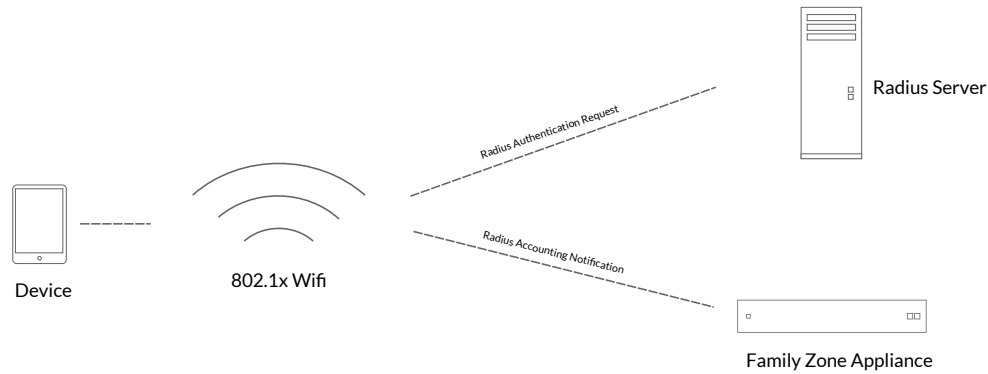 Radius Server
Radius Authentication Request
Radius Accounting Notification
802.1x Wifi
Device
Family Zone Appliance